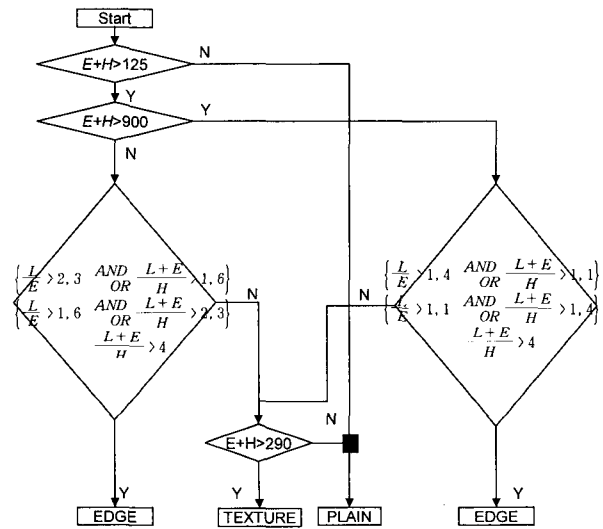 Start
E+H>125
N
Y
E+H>900
Y
N
{L/E >2,3 AND L+E/H >1,6}
OR
{L/E >1,6 AND L+E/H >2,3}
OR
L+E/H >4
N
{L/E >1,4 AND L+E/H >1,1}
OR
{L/E >1,1 AND L+E/H >1,4}
OR
L+E/H >4
N
E+H>290
N
Y
Y
Y
EDGE
TEXTURE
PLAIN
EDGE